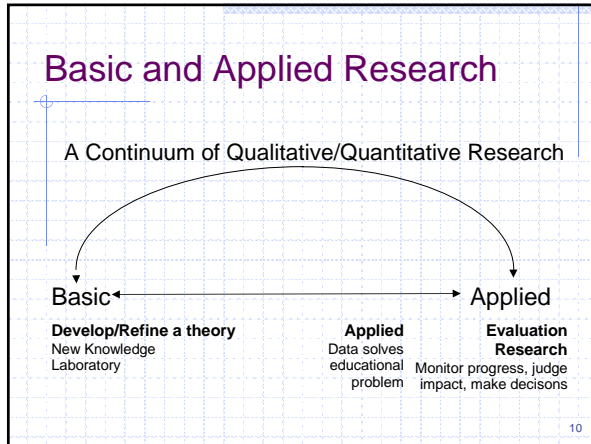 Basic and Applied Research
A Continuum of Qualitative/Quantitative Research
Basic
Applied
Develop/Refine a theory
New Knowledge
Laboratory
Applied
Data solves
educational
problem
Evaluation
Research
Monitor progress, judge
impact, make decisons
10